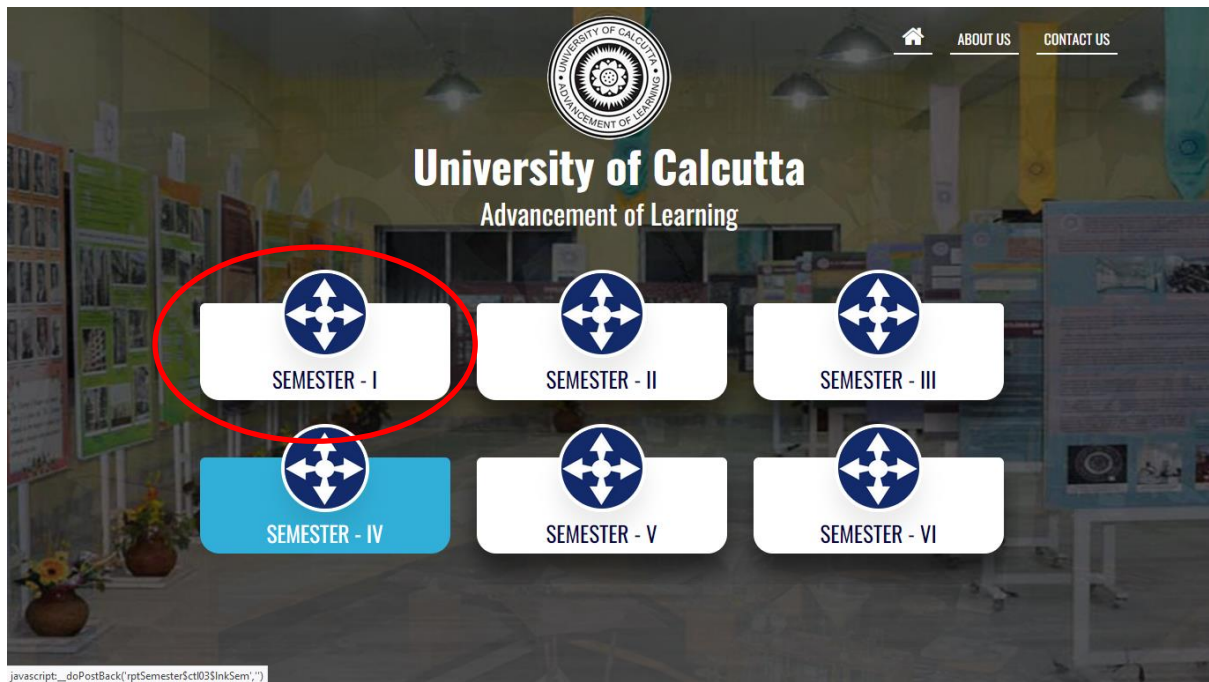 UNIVERSITY OF CALCUTTA
ADVANCEMENT OF LEARNING
ABOUT US
CONTACT US
University of Calcutta
Advancement of Learning
SEMESTER - I
SEMESTER - II
SEMESTER - III
SEMESTER - IV
SEMESTER - V
SEMESTER - VI
javascript:__doPostBack('rptSemester$ctl03$lnkSem','')